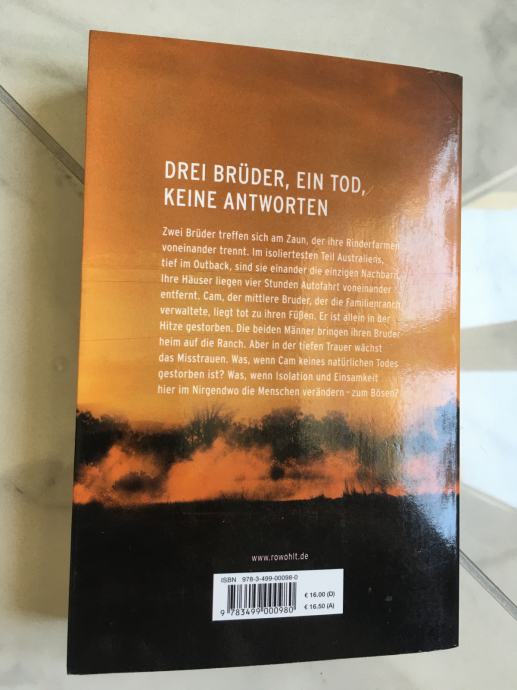 DREI BRÜDER, EIN TOD,
KEINE ANTWORTEN
Zwei Brüder treffen sich am Zaun, der ihre Rinderfarmen
voneinander trennt. Im isoliertesten Teil Australiens,
tief im Outback, sind sie einander die einzigen Nachbarn.
Ihre Häuser liegen vier Stunden Autofahrt voneinander
entfernt. Cam, der mittlere Bruder, der die Familienranch
verwaltete, liegt tot zu ihren Füßen. Er ist allein in der
Hitze gestorben. Die beiden Männer bringen ihren Bruder
heim auf die Ranch. Aber in der tiefen Trauer wächst
das Misstrauen. Was, wenn Cam keines natürlichen Todes
gestorben ist? Was, wenn Isolation und Einsamkeit
hier im Nirgendwo die Menschen verändern – zum Bösen?
www.rowohlt.de
ISBN 978-3-499-00098-0
€ 16.00 (D)
€ 16.50 (A)
9 783499 000980